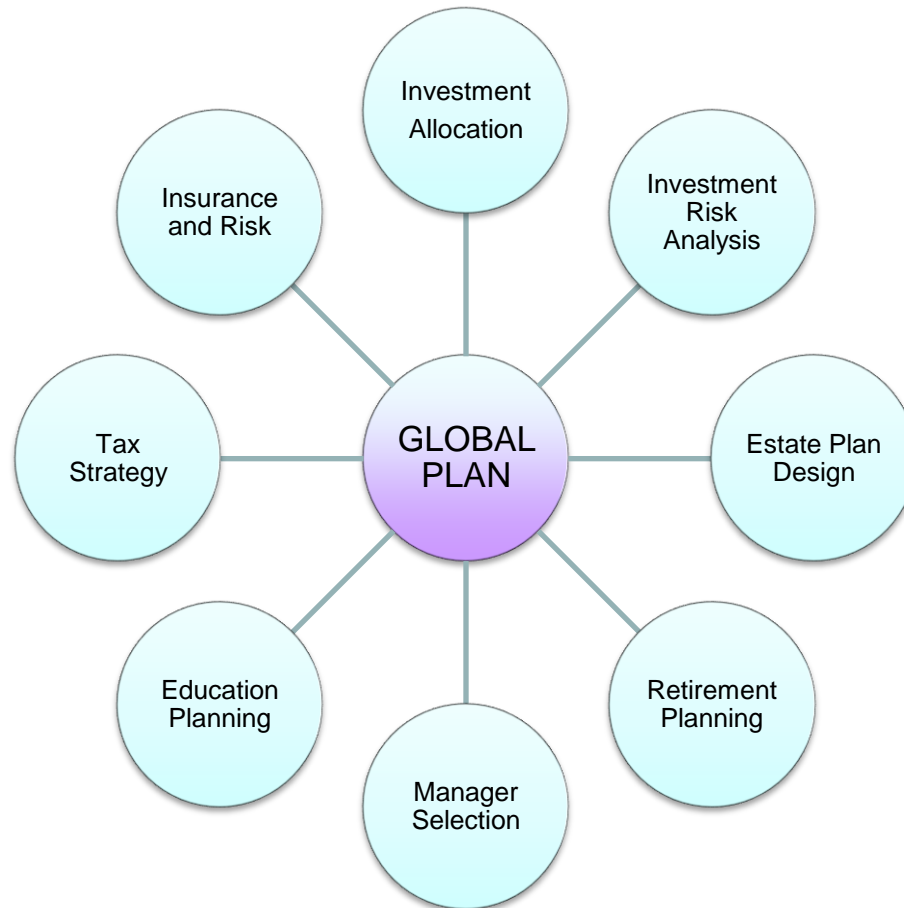 Investment
Allocation
Investment
Risk
Analysis
Estate Plan
Design
Retirement
Planning
Manager
Selection
Education
Planning
Tax
Strategy
Insurance
and Risk
GLOBAL
PLAN